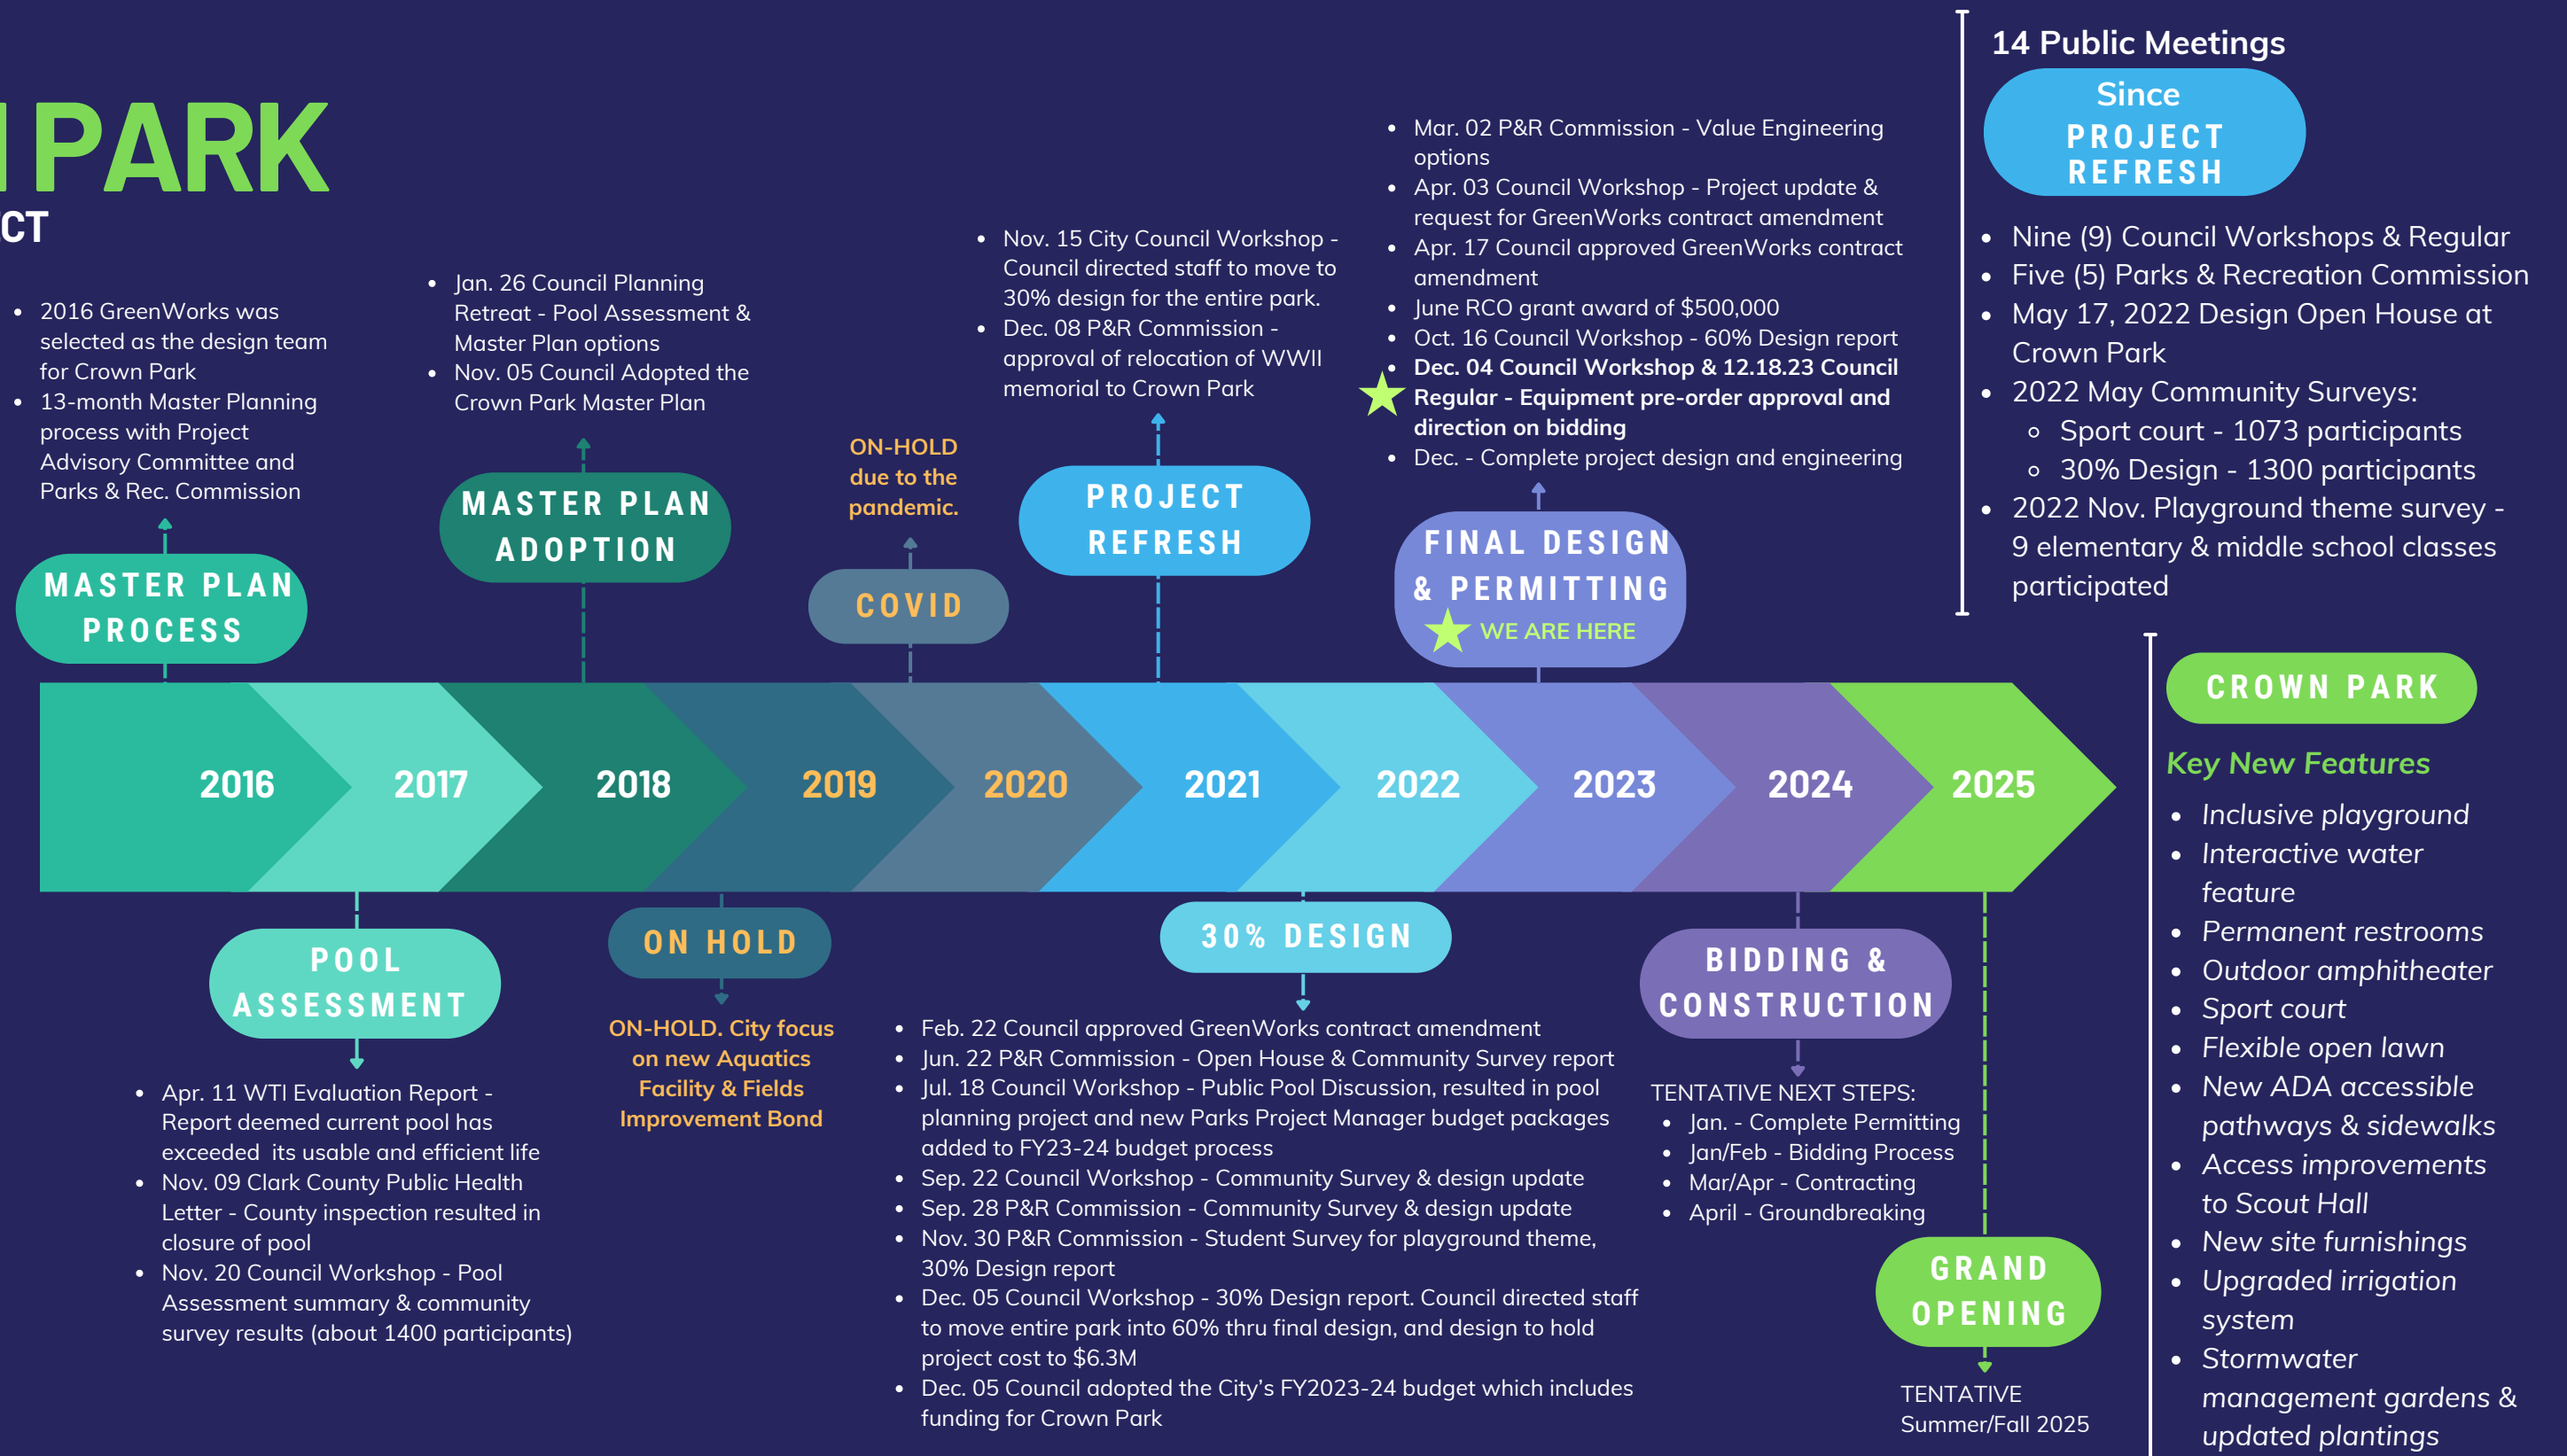 PARK
CT
• 2016 GreenWorks was
selected as the design team
for Crown Park
• 13-month Master Planning
process with Project
Advisory Committee and
Parks & Rec. Commission
MASTER PLAN
PROCESS
• Jan. 26 Council Planning
Retreat - Pool Assessment &
Master Plan options
• Nov. 05 Council Adopted the
Crown Park Master Plan
MASTER PLAN
ADOPTION
ON-HOLD
due to the
pandemic.
COVID
• Nov. 15 City Council Workshop -
Council directed staff to move to
30% design for the entire park.
• Dec. 08 P&R Commission -
approval of relocation of WWII
memorial to Crown Park
PROJECT
REFRESH
• Mar. 02 P&R Commission - Value Engineering
options
• Apr. 03 Council Workshop - Project update &
request for GreenWorks contract amendment
• Apr. 17 Council approved GreenWorks contract
amendment
• June RCO grant award of $500,000
• Oct. 16 Council Workshop - 60% Design report
• Dec. 04 Council Workshop & 12.18.23 Council
Regular - Equipment pre-order approval and
direction on bidding
• Dec. - Complete project design and engineering
FINAL DESIGN
& PERMITTING
WE ARE HERE
14 Public Meetings
Since
PROJECT
REFRESH
• Nine (9) Council Workshops & Regular
• Five (5) Parks & Recreation Commission
• May 17, 2022 Design Open House at
Crown Park
• 2022 May Community Surveys:
◦ Sport court - 1073 participants
◦ 30% Design - 1300 participants
• 2022 Nov. Playground theme survey -
9 elementary & middle school classes
participated
2016
2017
2018
2019
2020
2021
2022
2023
2024
2025
POOL
ASSESSMENT
• Apr. 11 WTI Evaluation Report -
Report deemed current pool has
exceeded  its usable and efficient life
• Nov. 09 Clark County Public Health
Letter - County inspection resulted in
closure of pool
• Nov. 20 Council Workshop - Pool
Assessment summary & community
survey results (about 1400 participants)
ON HOLD
ON-HOLD. City focus
on new Aquatics
Facility & Fields
Improvement Bond
30% DESIGN
• Feb. 22 Council approved GreenWorks contract amendment
• Jun. 22 P&R Commission - Open House & Community Survey report
• Jul. 18 Council Workshop - Public Pool Discussion, resulted in pool
planning project and new Parks Project Manager budget packages
added to FY23-24 budget process
• Sep. 22 Council Workshop - Community Survey & design update
• Sep. 28 P&R Commission - Community Survey & design update
• Nov. 30 P&R Commission - Student Survey for playground theme,
30% Design report
• Dec. 05 Council Workshop - 30% Design report. Council directed staff
to move entire park into 60% thru final design, and design to hold
project cost to $6.3M
• Dec. 05 Council adopted the City’s FY2023-24 budget which includes
funding for Crown Park
BIDDING &
CONSTRUCTION
TENTATIVE NEXT STEPS:
• Jan. - Complete Permitting
• Jan/Feb - Bidding Process
• Mar/Apr - Contracting
• April - Groundbreaking
GRAND
OPENING
TENTATIVE
Summer/Fall 2025
CROWN PARK
Key New Features
• Inclusive playground
• Interactive water
feature
• Permanent restrooms
• Outdoor amphitheater
• Sport court
• Flexible open lawn
• New ADA accessible
pathways & sidewalks
• Access improvements
to Scout Hall
• New site furnishings
• Upgraded irrigation
system
• Stormwater
management gardens &
updated plantings